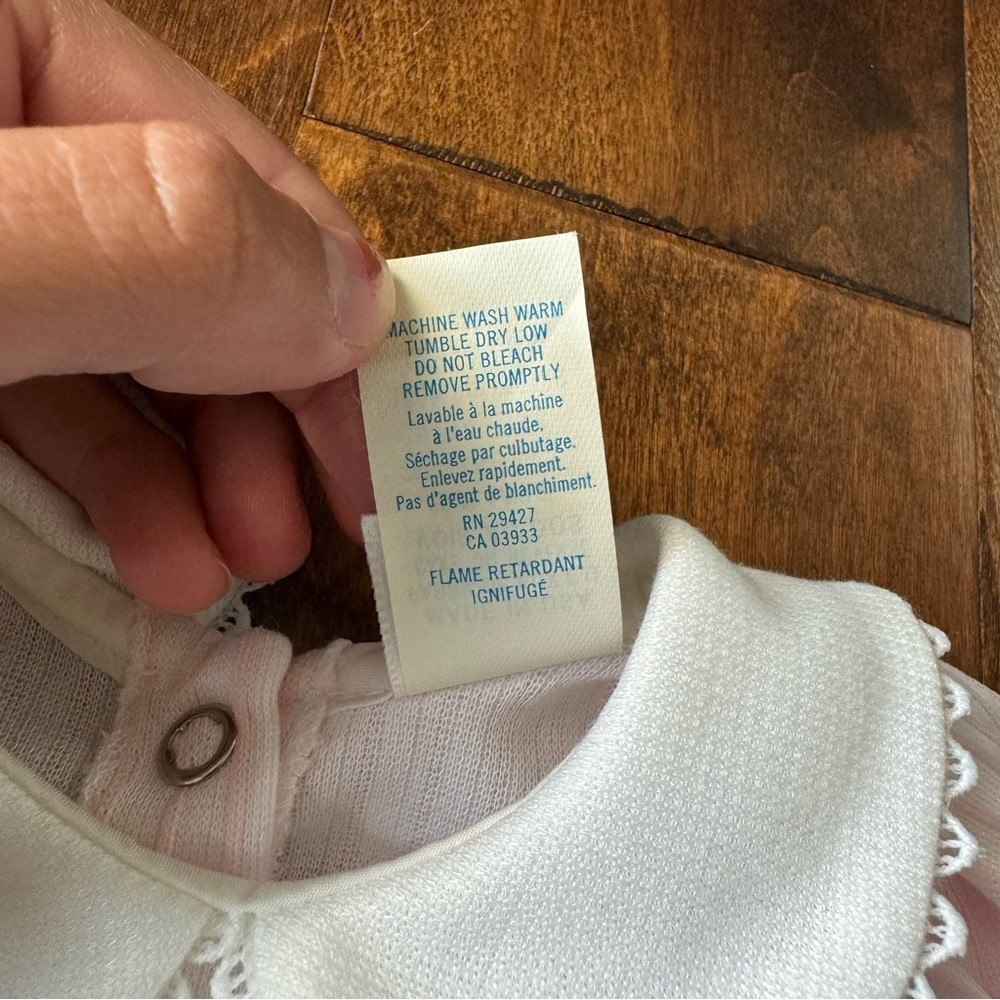 MACHINE WASH WARM
TUMBLE DRY LOW
DO NOT BLEACH
REMOVE PROMPTLY
Lavable à la machine
à l'eau chaude.
Séchage par culbutage.
Enlevez rapidement.
Pas d'agent de blanchiment.
RN 29427
CA 03933
FLAME RETARDANT
IGNIFUGÉ